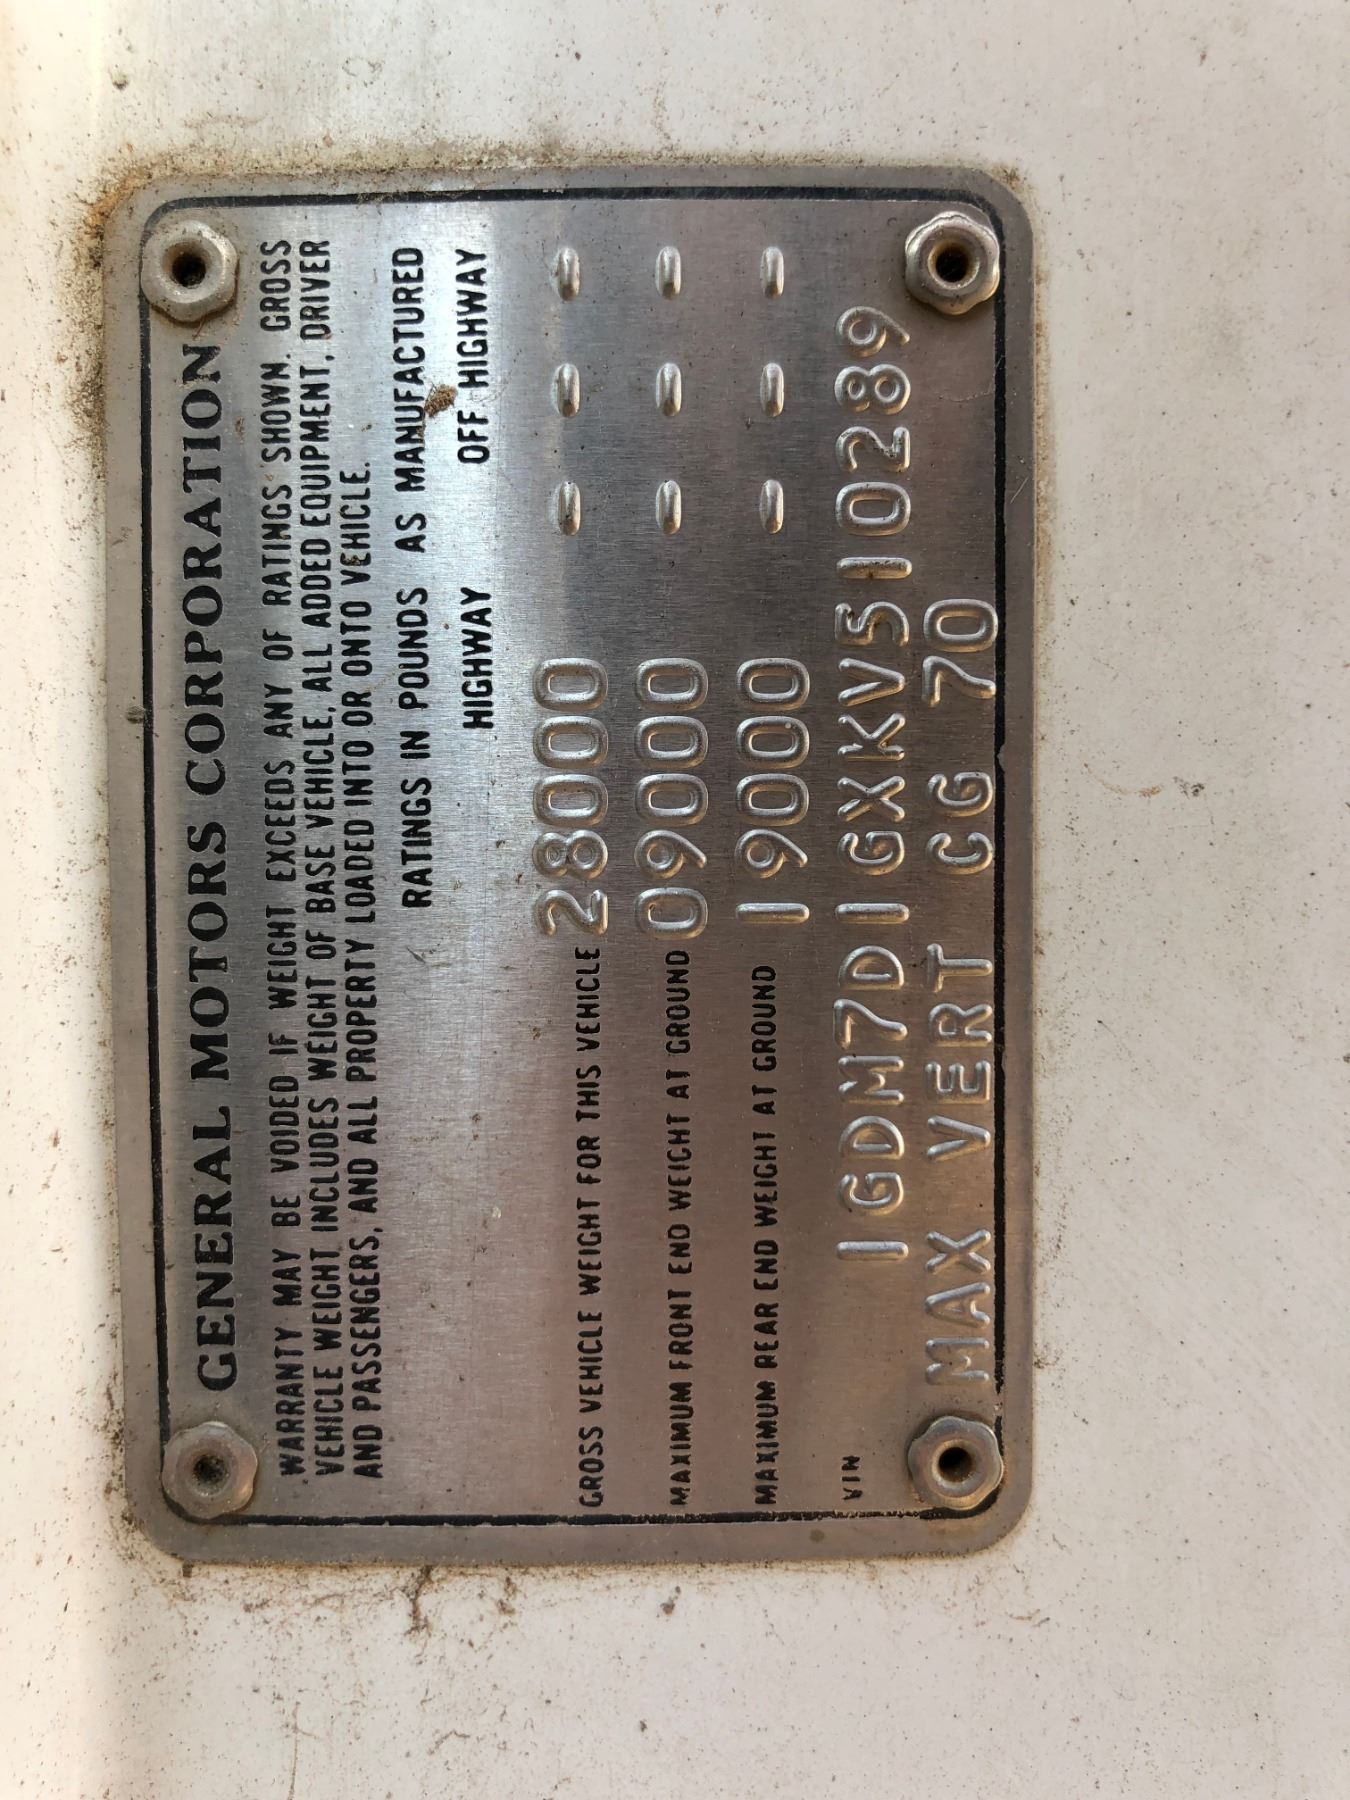 GENERAL MOTORS CORPORATION
WARRANTY MAY BE VOIDED IF WEIGHT EXCEEDS ANY OF RATINGS SHOWN. GROSS
VEHICLE WEIGHT INCLUDES WEIGHT OF BASE VEHICLE, ALL ADDED EQUIPMENT, DRIVER
AND PASSENGERS, AND ALL PROPERTY LOADED INTO OR ONTO VEHICLE.
RATINGS IN POUNDS AS MANUFACTURED
HIGHWAY OFF HIGHWAY
GROSS VEHICLE WEIGHT FOR THIS VEHICLE 28000 - - -
MAXIMUM FRONT END WEIGHT AT GROUND 09000 - - -
MAXIMUM REAR END WEIGHT AT GROUND 19000 - - -
VIN 1GDM7D1GXKV510289
MAX VERT CG 70